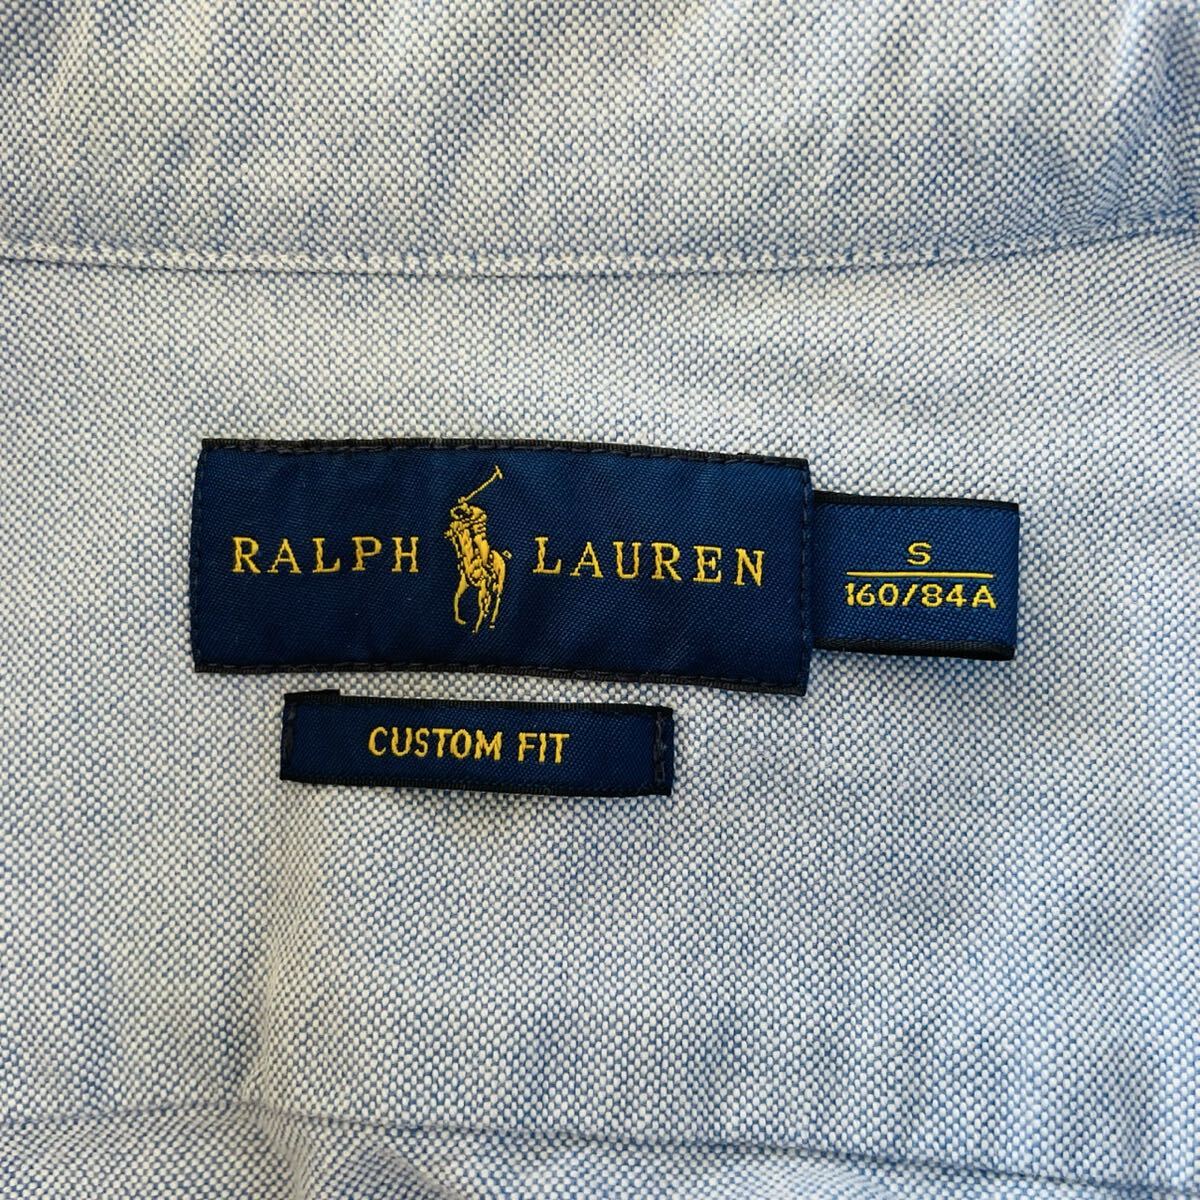 RALPH LAUREN
S
160/84A
CUSTOM FIT